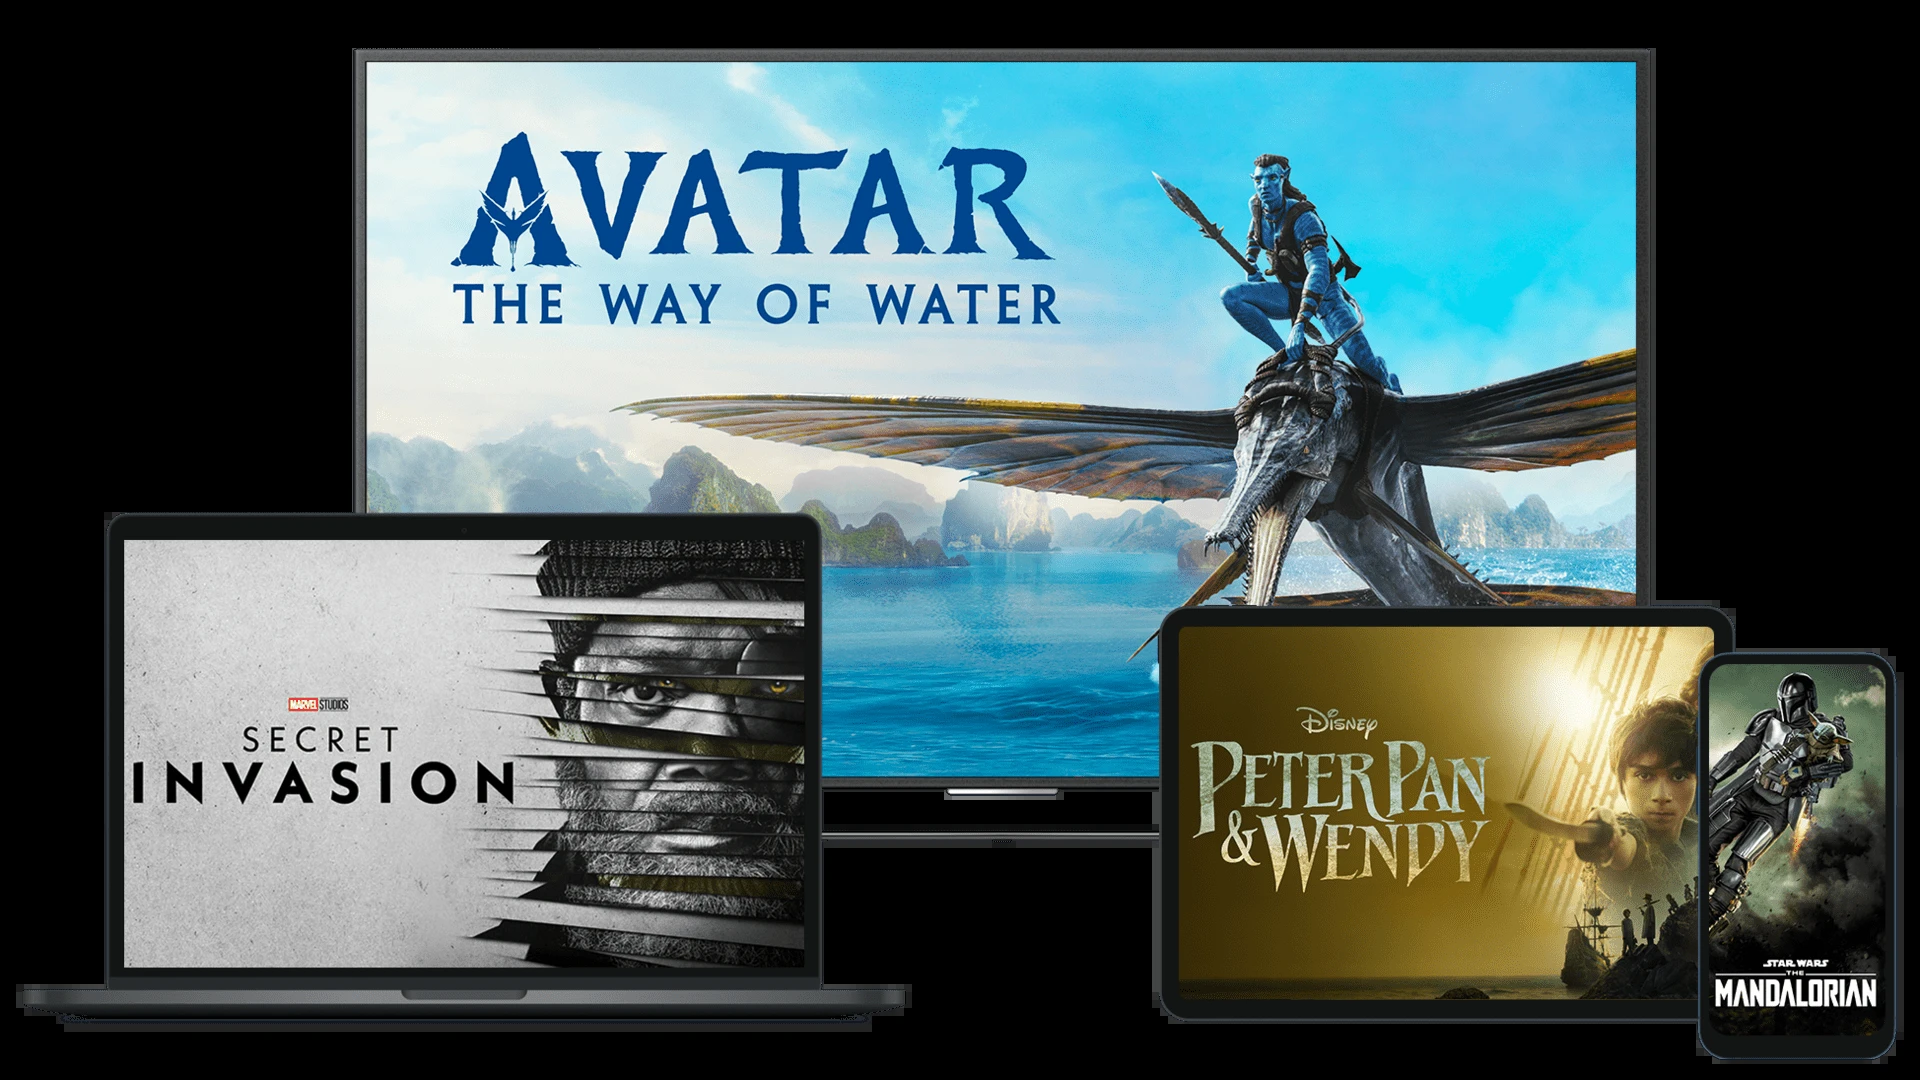 AVATAR
THE WAY OF WATER
MARVEL STUDIOS
SECRET
INVASION
Disney
PETER PAN
& WENDY
STAR WARS
THE
MANDALORIAN